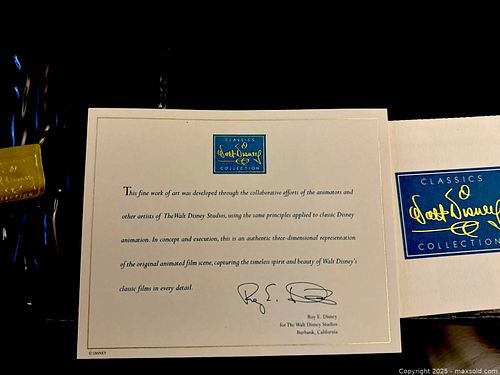 CLASSICS
Walt Disney
COLLECTION
This fine work of art was developed through the collaborative efforts of the animators and
other artists of The Walt Disney Studios, using the same principles applied to classic Disney
animation. In concept and execution, this is an authentic three-dimensional representation
of the original animated film scene, capturing the timeless spirit and beauty of Walt Disney's
classic films in every detail.
Roy E. Disney
Roy E. Disney
for The Walt Disney Studios
Burbank, California
© DISNEY
CLASSICS
Walt Disney
COLLECTION
Copyright 2025 - maxsold.com